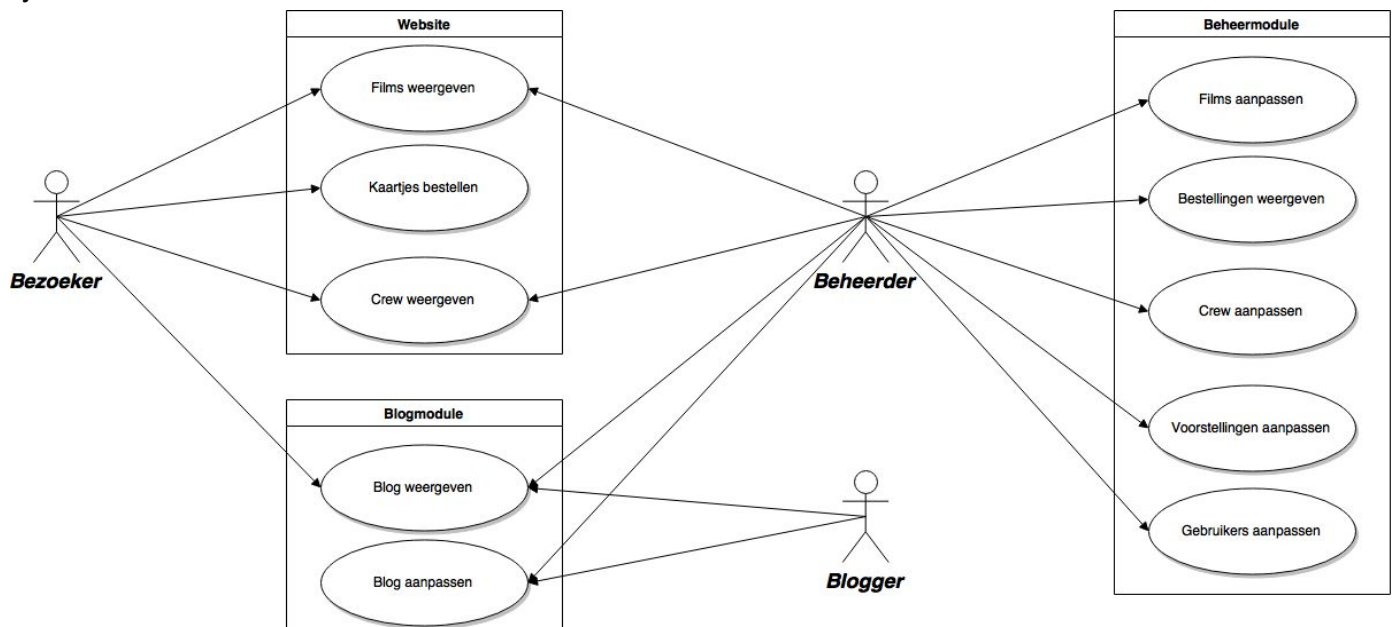 Website
Films weergeven
Kaartjes bestellen
Crew weergeven
Bezoeker
Beheerder
Beheermodule
Films aanpassen
Bestellingen weergeven
Crew aanpassen
Voorstellingen aanpassen
Gebruikers aanpassen
Blogmodule
Blog weergeven
Blog aanpassen
Blogger